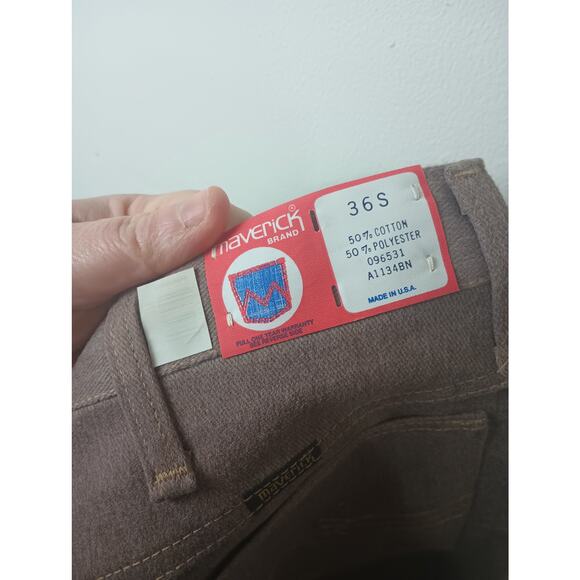 maverick
BRAND
FULL ONE YEAR WARRANTY
SEE REVERSE SIDE
36S
50% COTTON
50% POLYESTER
096531
A1134BN
MADE IN U.S.A.
maverick